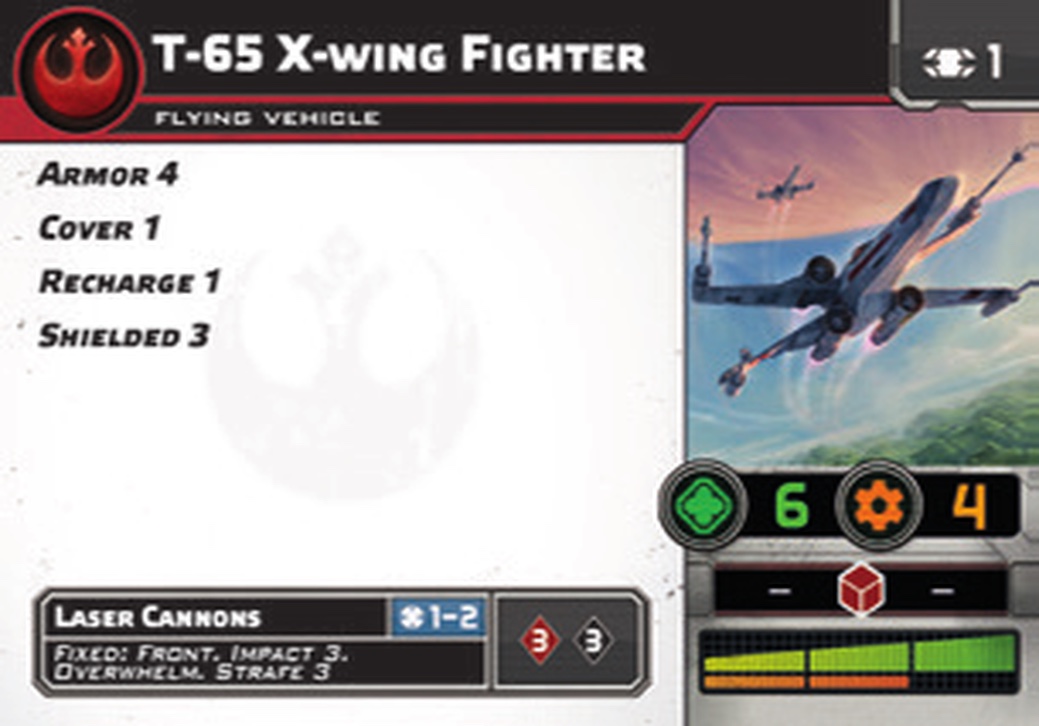 T-65 X-WING FIGHTER
1
FLYING VEHICLE
ARMOR 4
COVER 1
RECHARGE 1
SHIELDED 3
6 4
– –
LASER CANNONS 1-2
3 3
FIXED: FRONT. IMPACT 3.
OVERWHELM. STRAFE 3